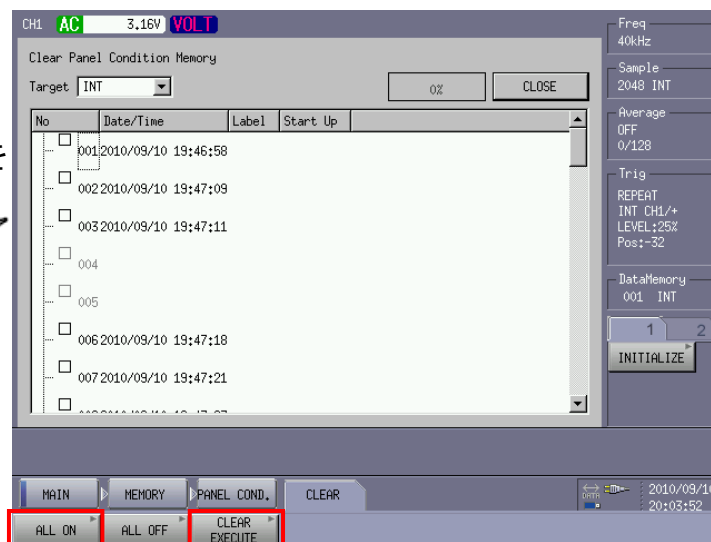 CH1 AC 3.16V VOLT
Clear Panel Condition Memory
Target INT
0%
CLOSE
No Date/Time Label Start Up
001 2010/09/10 19:46:58
002 2010/09/10 19:47:09
003 2010/09/10 19:47:11
004
005
006 2010/09/10 19:47:18
007 2010/09/10 19:47:21
Freq
40kHz
Sample
2048 INT
Average
OFF
0/128
Trig
REPEAT
INT CH1/+
LEVEL:25%
Pos:-32
DataMemory
001 INT
1 2
INITIALIZE
MAIN MEMORY PANEL COND. CLEAR
DATA
2010/09/1
20:03:52
ALL ON ALL OFF CLEAR
EXECUTE